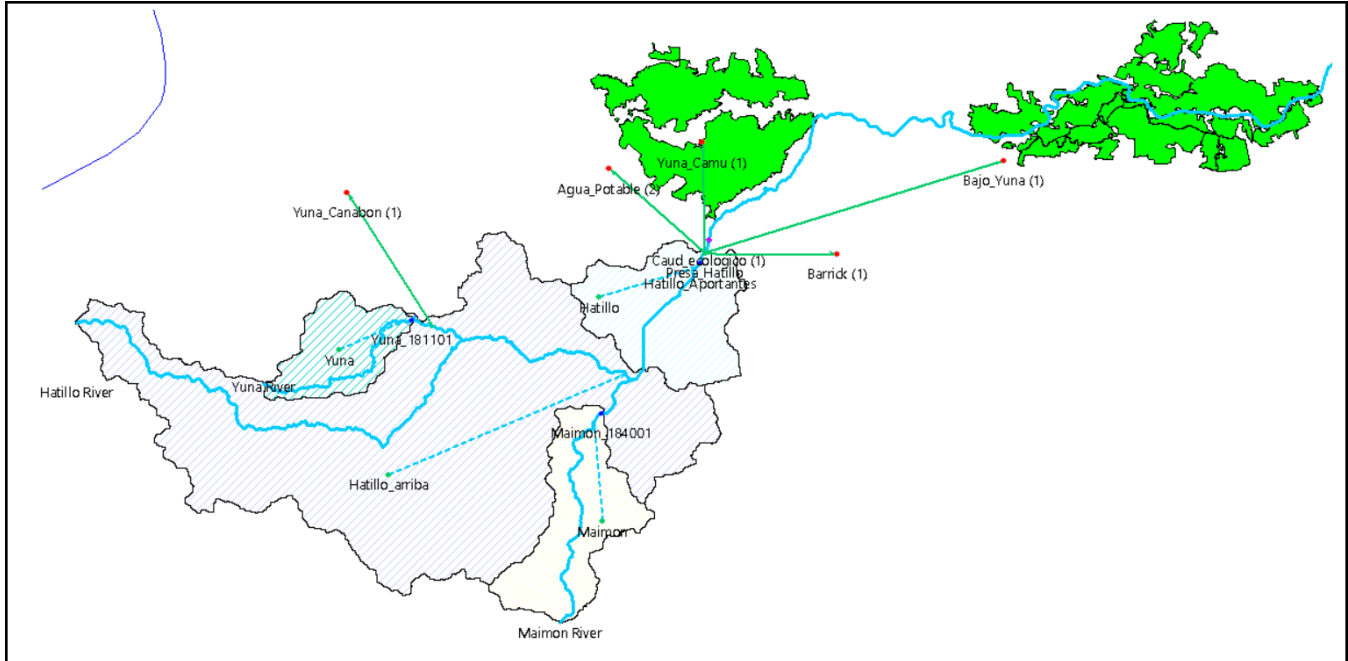 Yuna_Camu (1)
Agua_Potable (2)
Bajo_Yuna (1)
Yuna_Canabon (1)
Caud_ecologico (1)
Presa_Hatillo
Barrick (1)
Hatillo_Aportantes
Hatillo
Yuna_181101
Yuna
Yuna River
Hatillo River
Maimon_184001
Hatillo_arriba
Maimon
Maimon River